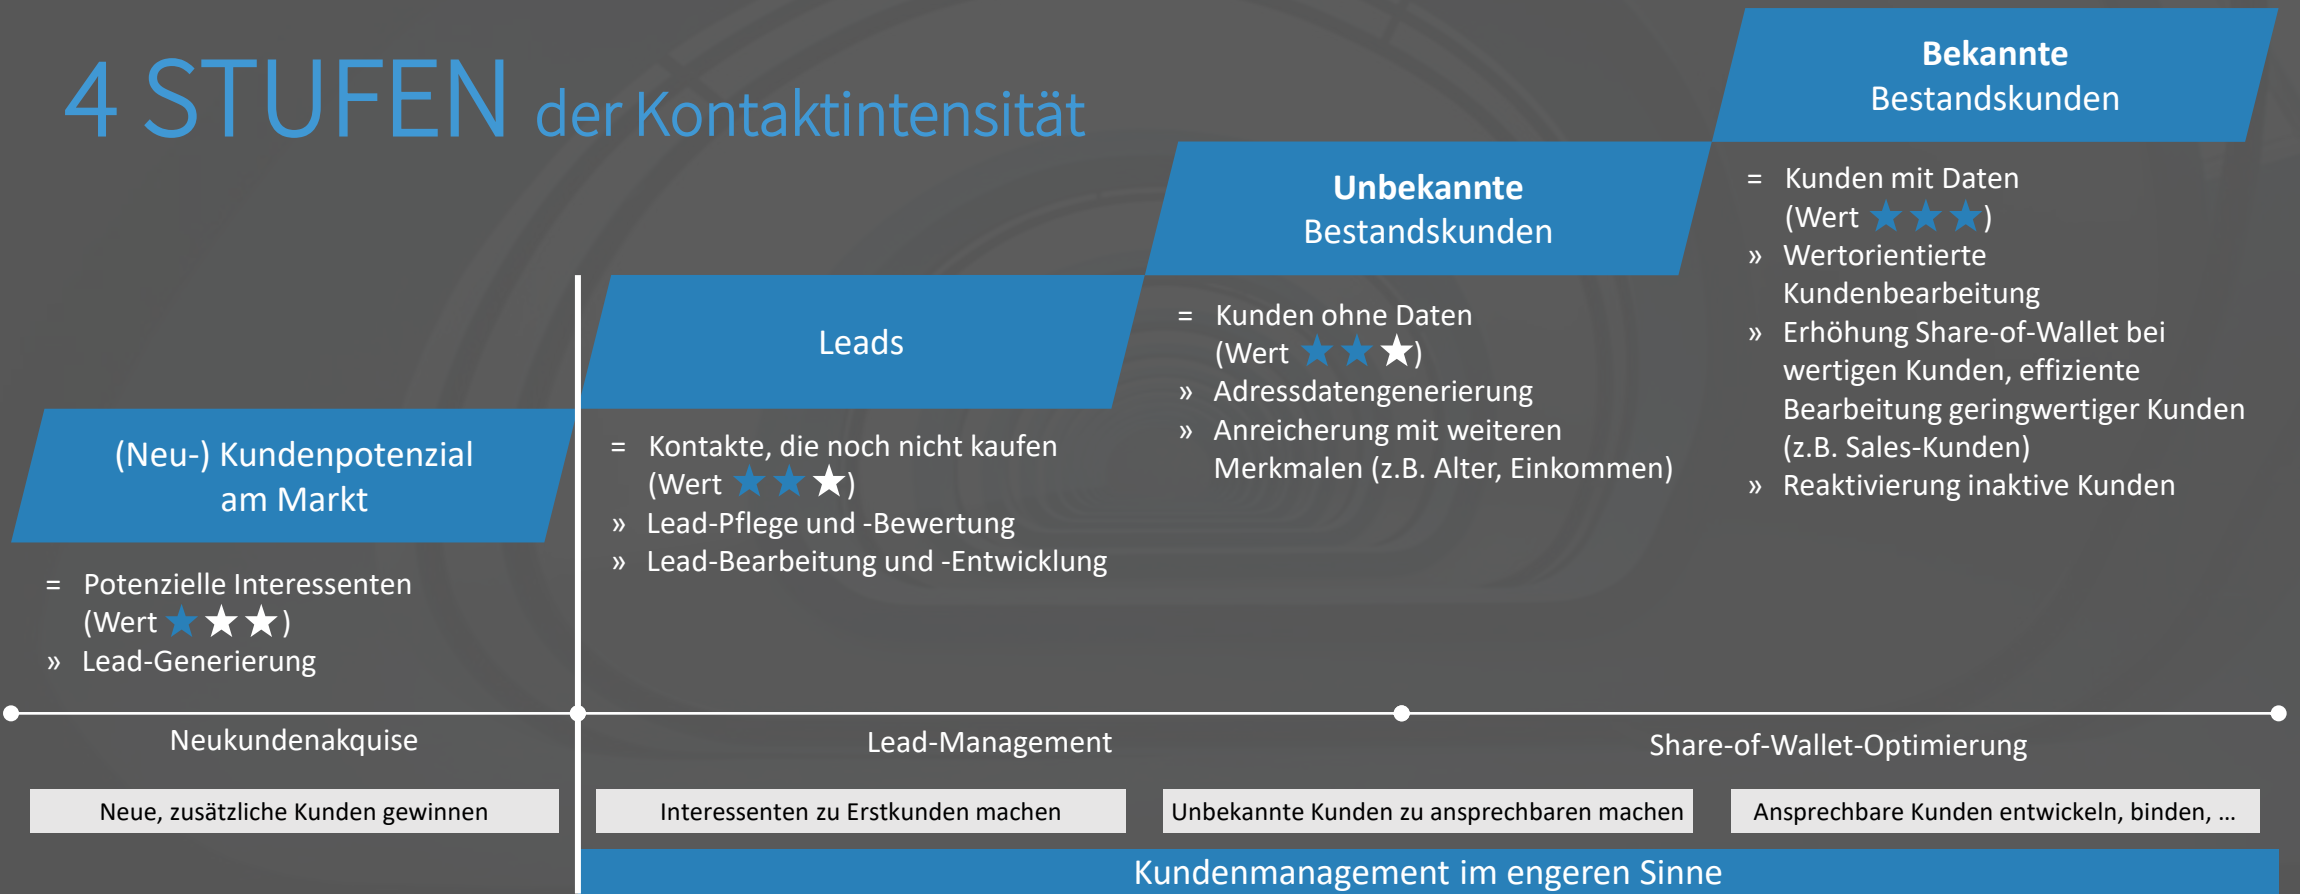 4 STUFEN der Kontaktintensität
(Neu-) Kundenpotenzial
am Markt
= Potenzielle Interessenten
(Wert ★ ★ ★)
» Lead-Generierung
Leads
= Kontakte, die noch nicht kaufen
(Wert ★ ★ ★)
» Lead-Pflege und -Bewertung
» Lead-Bearbeitung und -Entwicklung
Unbekannte
Bestandskunden
= Kunden ohne Daten
(Wert ★ ★ ★)
» Adressdatengenerierung
» Anreicherung mit weiteren
Merkmalen (z.B. Alter, Einkommen)
Bekannte
Bestandskunden
= Kunden mit Daten
(Wert ★ ★ ★)
» Wertorientierte
Kundenbearbeitung
» Erhöhung Share-of-Wallet bei
wertigen Kunden, effiziente
Bearbeitung geringwertiger Kunden
(z.B. Sales-Kunden)
» Reaktivierung inaktive Kunden
Neukundenakquise
Lead-Management
Share-of-Wallet-Optimierung
Neue, zusätzliche Kunden gewinnen
Interessenten zu Erstkunden machen
Unbekannte Kunden zu ansprechbaren machen
Ansprechbare Kunden entwickeln, binden, …
Kundenmanagement im engeren Sinne